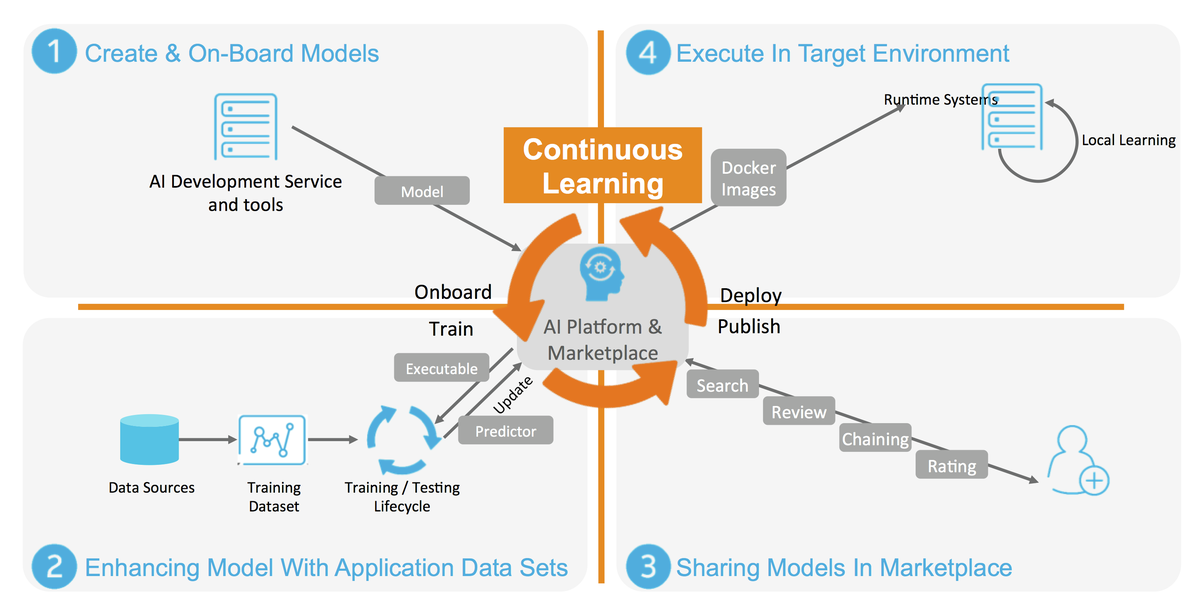 1 Create & On-Board Models
AI Development Service
and tools
Model
4 Execute In Target Environment
Runtime Systems
Local Learning
Docker
Images
Continuous
Learning
Onboard
Train
Deploy
Publish
AI Platform &
Marketplace
Executable
Update
Predictor
Data Sources
Training
Dataset
Training / Testing
Lifecycle
2 Enhancing Model With Application Data Sets
Search
Review
Chaining
Rating
3 Sharing Models In Marketplace